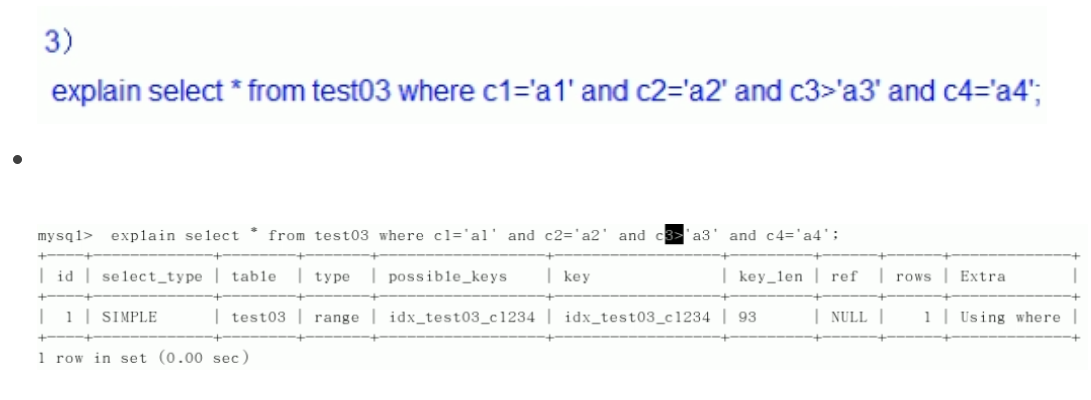 3)
explain select * from test03 where c1='a1' and c2='a2' and c3>'a3' and c4='a4';
mysql>  explain select * from test03 where c1='a1' and c2='a2' and c3>'a3' and c4='a4';
+----+-------------+--------+-------+------------------+------------------+---------+------+------+-------------+
| id | select_type | table  | type  | possible_keys    | key              | key_len | ref  | rows | Extra       |
+----+-------------+--------+-------+------------------+------------------+---------+------+------+-------------+
|  1 | SIMPLE      | test03 | range | idx_test03_c1234 | idx_test03_c1234 | 93      | NULL |    1 | Using where |
+----+-------------+--------+-------+------------------+------------------+---------+------+------+-------------+
1 row in set (0.00 sec)